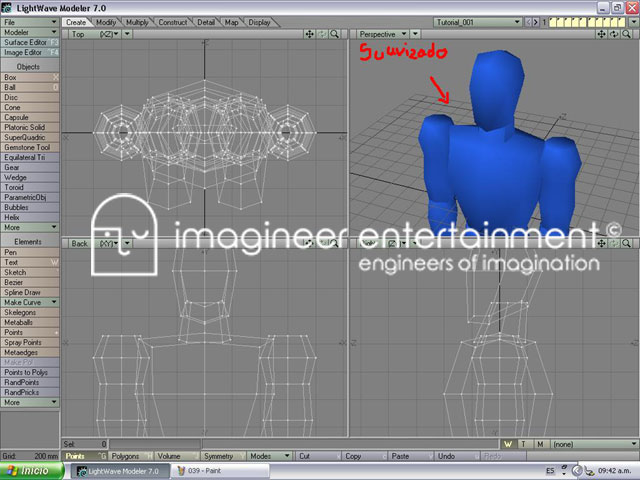 LightWave Modeler 7.0
File
Create Modify Multiply Construct Detail Map Display
Tutorial_001
1
Modeler
Surface Editor F5
Image Editor F6
Objects
Box X
Ball O
Disc
Cone
Capsule
Platonic Solid
SuperQuadric
Gemstone Tool
Equilateral Tri
Gear
Wedge
Toroid
ParametricObj
Bubbles
Helix
More
Elements
Pen
Text W
Sketch
Bezier
Spline Draw
Make Curve
Skelegons
Metaballs
Points +
Spray Points
Metaedges
Make Pol
Points to Polys
RandPoints
RandPricks
More
Top (XZ)
Perspective
Suavizado
Back (XY)
imagineer entertainment©
engineers of imagination
Sel: 0
W T M (none)
Grid: 200 mm
Points Polygons Volume Symmetry Modes Cut Copy Paste Undo Redo
Inicio
LightWave Modeler 7.0
039 - Paint
ES
09:42 a.m.